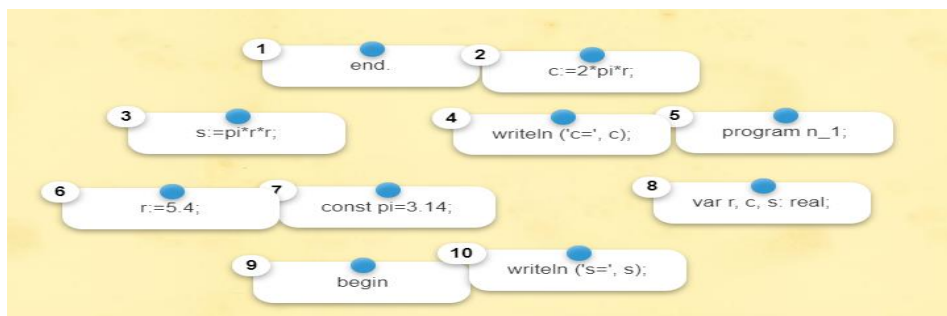 1
end.
2
c:=2*pi*r;
3
s:=pi*r*r;
4
writeln ('c=', c);
5
program n_1;
6
r:=5.4;
7
const pi=3.14;
8
var r, c, s: real;
9
begin
10
writeln ('s=', s);